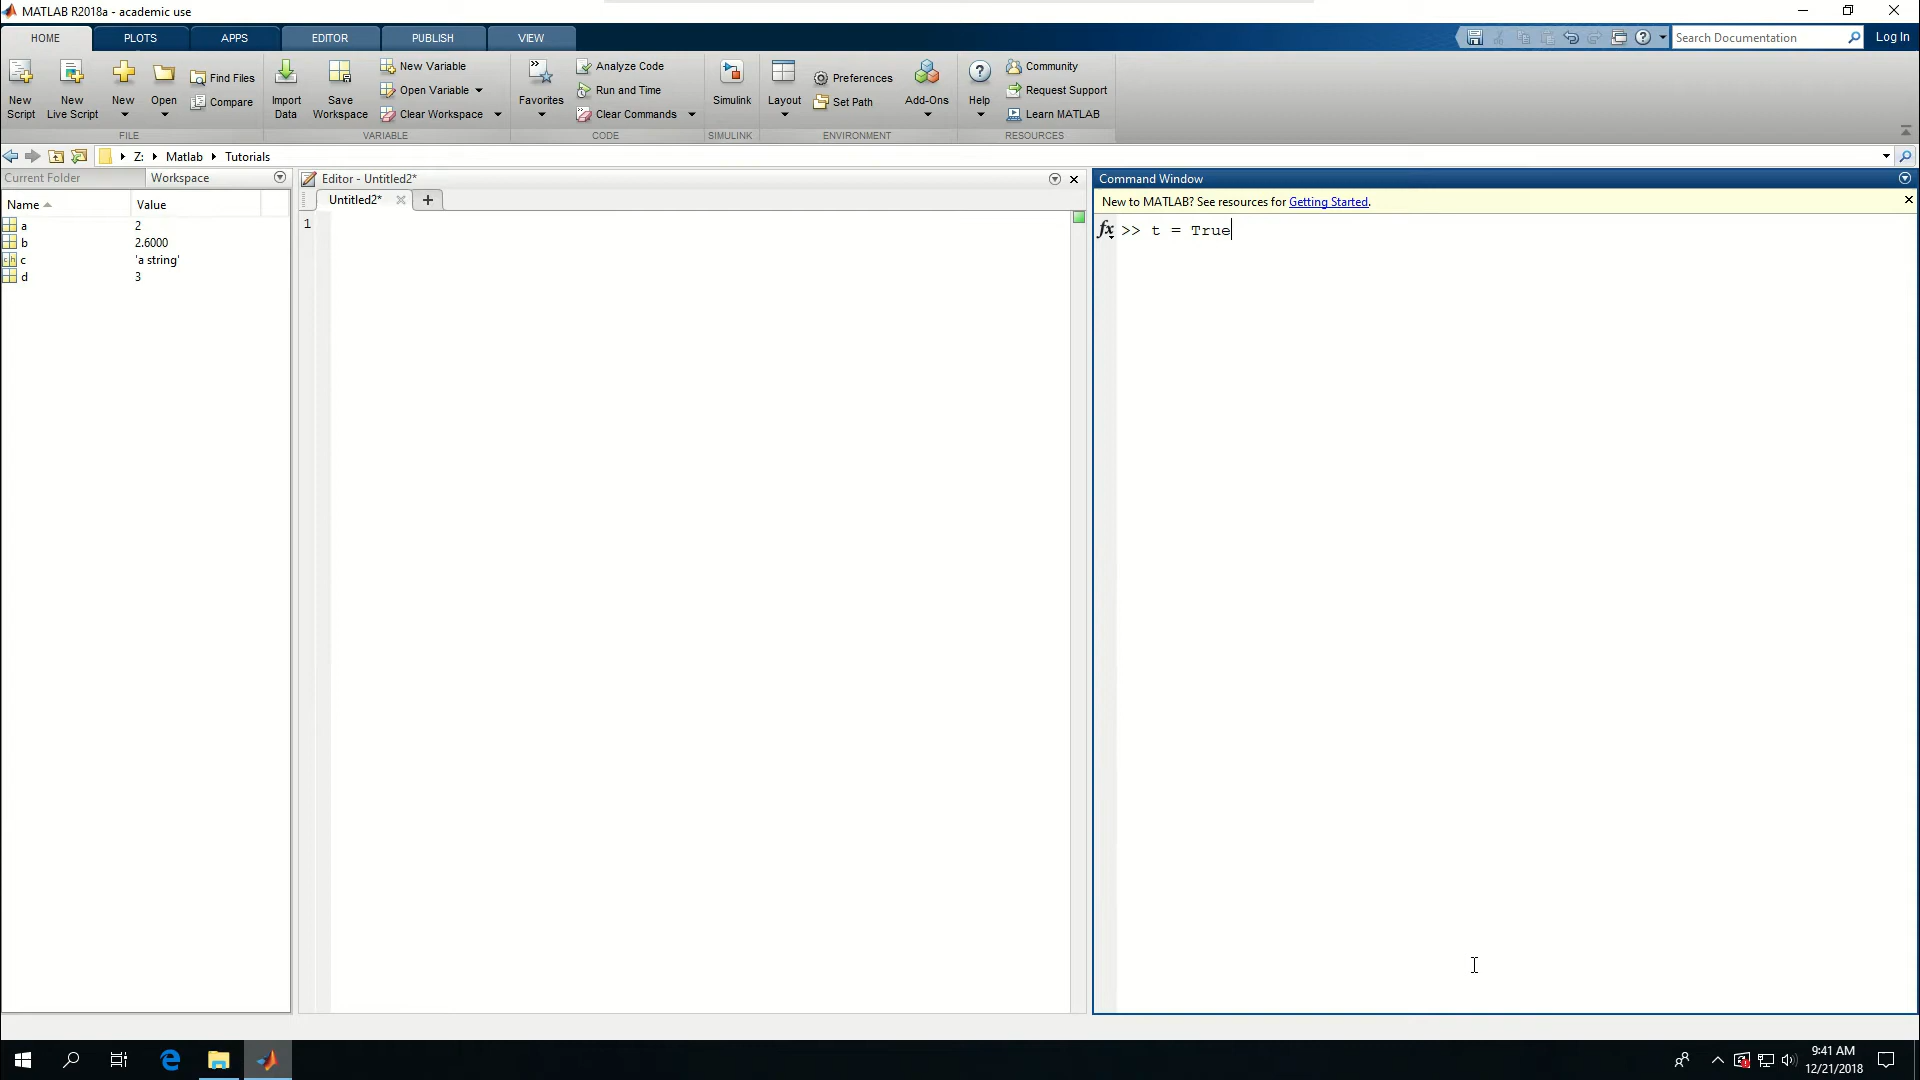 MATLAB R2018a - academic use
HOME PLOTS APPS EDITOR PUBLISH VIEW Search Documentation Log In
New Script
New Live Script
New
Open
Find Files
Compare
FILE
Import Data
Save Workspace
New Variable
Open Variable
Clear Workspace
VARIABLE
Favorites
Analyze Code
Run and Time
Clear Commands
CODE
Simulink
SIMULINK
Layout
Preferences
Set Path
Add-Ons
ENVIRONMENT
? Help
Community
Request Support
Learn MATLAB
RESOURCES
Z: Matlab Tutorials
Current Folder Workspace
Name Value
a 2
b 2.6000
c 'a string'
d 3
Editor - Untitled2*
Untitled2* +
1
Command Window
New to MATLAB? See resources for Getting Started.
fx >> t = True
9:41 AM
12/21/2018